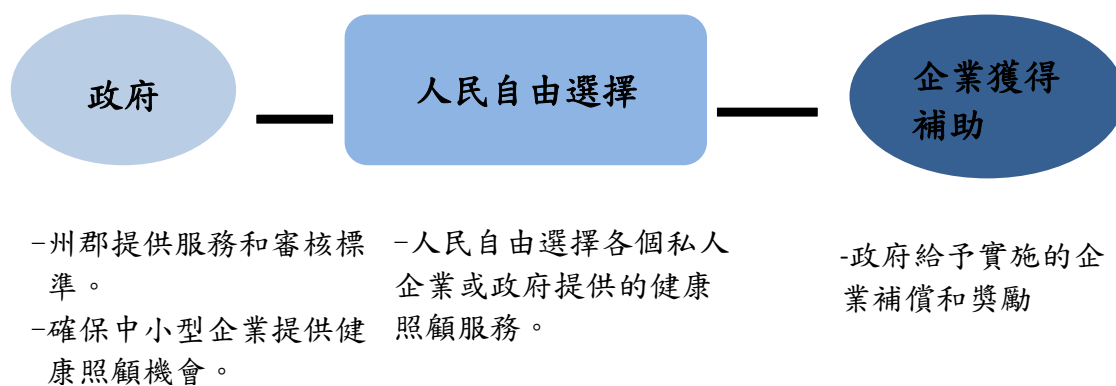 政府
人民自由選擇
企業獲得
補助
-州郡提供服務和審核標
準。
-確保中小型企業提供健
康照顧機會。
-人民自由選擇各個私人
企業或政府提供的健康
照顧服務。
-政府給予實施的企
業補償和獎勵